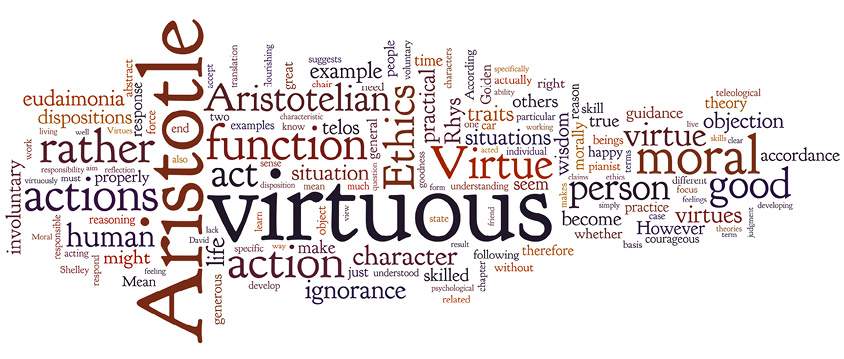 Aristotle
virtuous
moral
Virtue
Ethics
function
Aristotelian
good
person
action
actions
act
rather
human
virtue
virtues
character
life
However
situations
objection
traits
Rhys
practical
ignorance
dispositions
eudaimonia
involuntary
example
situation
might
properly
response
telos
wisdom
accordance
theory
others
become
seem
true
guidance
time
skilled
make
generous
Mean
reasoning
therefore
without
following
courageous
whether
practice
happy
morally
reason
skill
right
people
great
need
general
object
two
end
force
abstract
also
accept
translation
flourishing
suggests
chair
voluntary
characters
one
According
Golden
specifically
actually
ability
car
individual
particular
working
examples
know
characteristic
sense
disposition
mean
much
question
goodness
form
understanding
state
friend
view
learn
lack
David
specific
way
develop
just
understood
result
chapter
psychological
related
basis
case
makes
simply
claims
ethics
pianist
beings
terms
different
focus
feelings
live
skills
clear
teleological
theories
term
judgment
developing
living
well
Virtues
work
responsibility
aim
reflection
virtuously
must
responsible
Moral
acting
Shelley
respond
feeling
acted